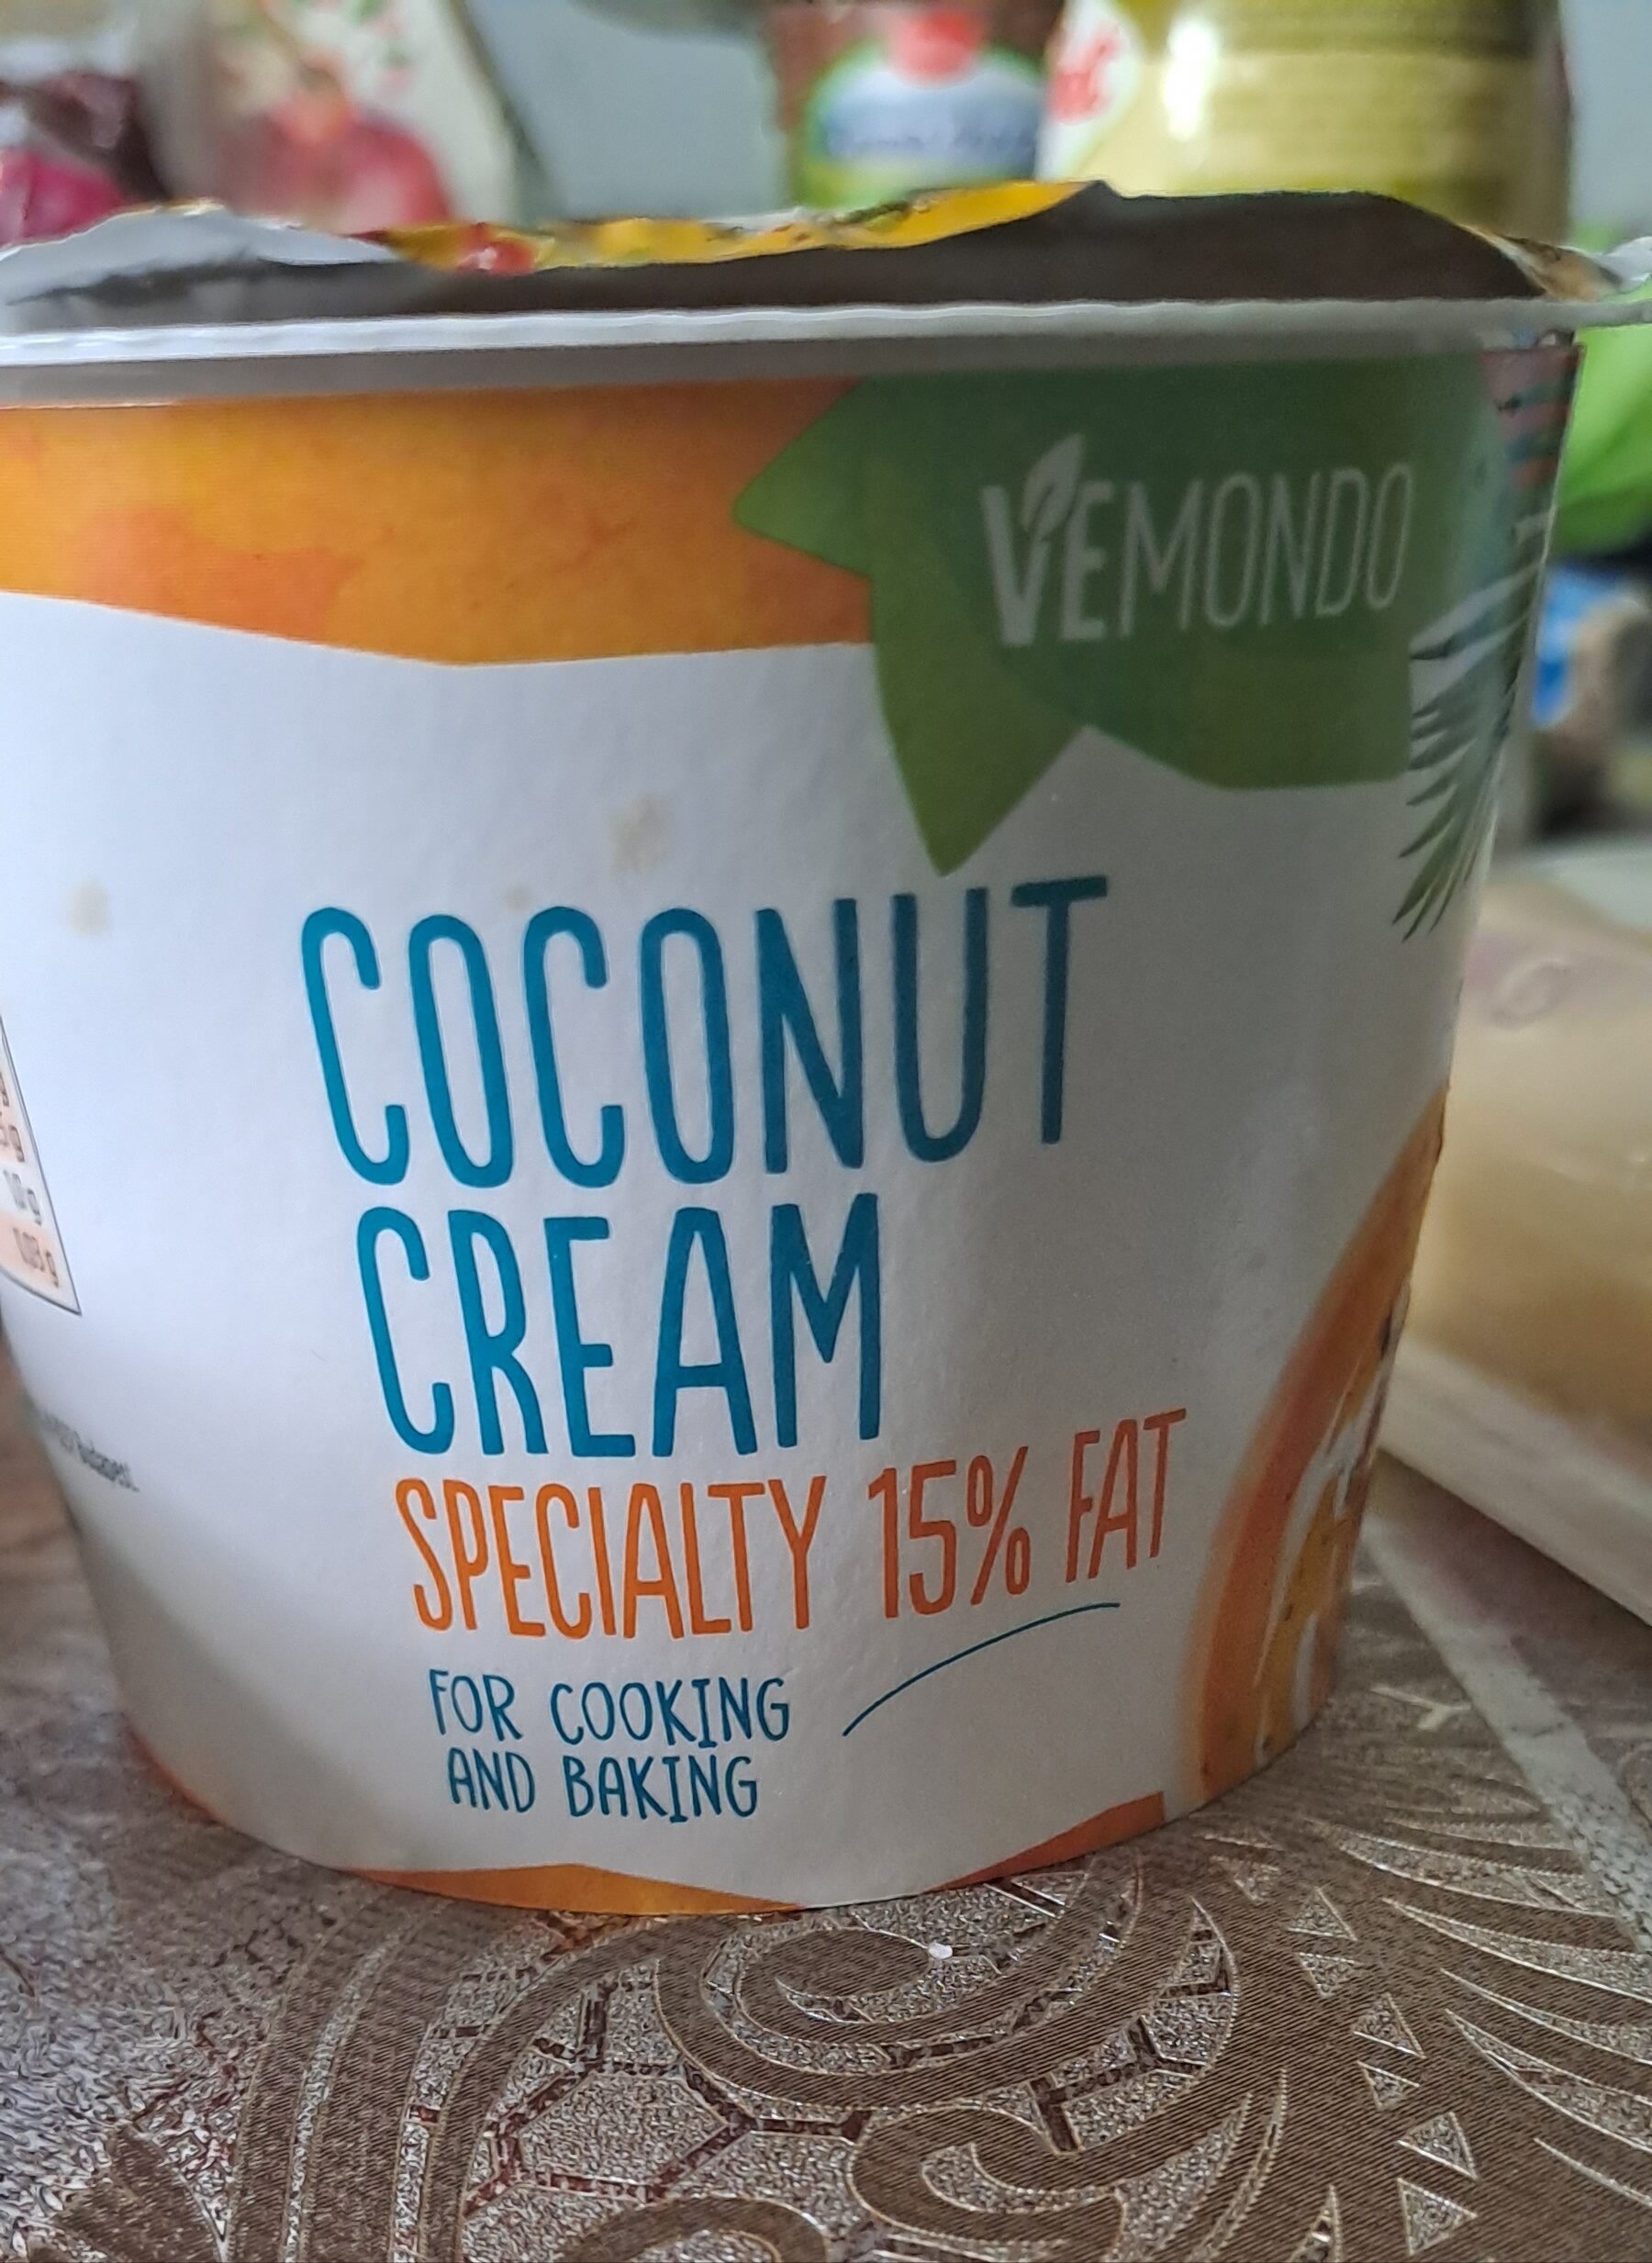 VEMONDO
COCONUT
CREAM
SPECIALTY 15% FAT
FOR COOKING
AND BAKING